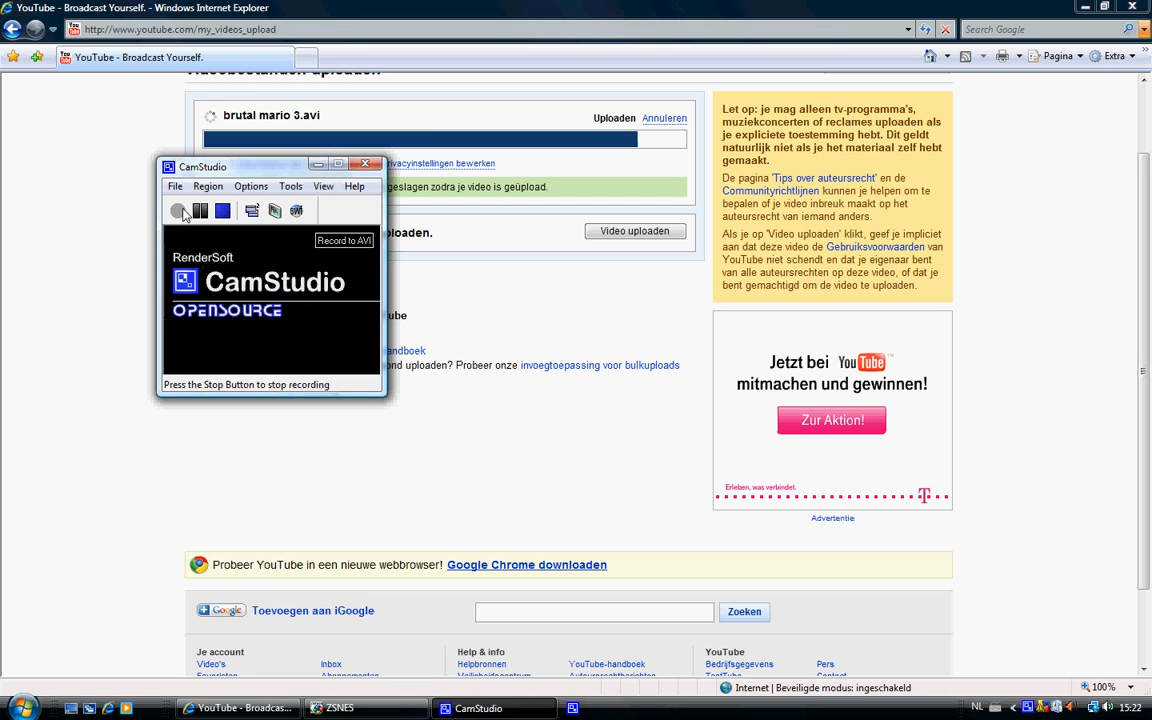 YouTube - Broadcast Yourself. - Windows Internet Explorer
http://www.youtube.com/my_videos_upload
Search Google
YouTube - Broadcast Yourself.
Pagina
Extra
Videobestanden uploaden
brutal mario 3.avi
Uploaden
Annuleren
rivacyinstellingen bewerken
geslagen zodra je video is geüpload.
loaden.
Video uploaden
CamStudio
File Region Options Tools View Help
Record to AVI
RenderSoft
CamStudio
OPENSOURCE
Press the Stop Button to stop recording
ube
andboek
ond uploaden? Probeer onze invoegtoepassing voor bulkuploads
Let op: je mag alleen tv-programma's,
muziekconcerten of reclames uploaden als
je expliciete toestemming hebt. Dit geldt
natuurlijk niet als je het materiaal zelf hebt
gemaakt.
De pagina 'Tips over auteursrecht' en de
Communityrichtlijnen kunnen je helpen om te
bepalen of je video inbreuk maakt op het
auteursrecht van iemand anders.
Als je op 'Video uploaden' klikt, geef je impliciet
aan dat deze video de Gebruiksvoorwaarden van
YouTube niet schendt en dat je eigenaar bent
van alle auteursrechten op deze video, of dat je
bent gemachtigd om de video te uploaden.
Jetzt bei YouTube
mitmachen und gewinnen!
Zur Aktion!
Erleben, was verbindet.
T
Advertentie
Probeer YouTube in een nieuwe webbrowser! Google Chrome downloaden
Google Toevoegen aan iGoogle
Zoeken
Je account
Help & info
YouTube
Video's
Inbox
Helpbronnen
YouTube-handboek
Bedrijfsgegevens
Pers
Favorieten
Abonnementen
Veiligheidscentrum
Auteursrechttips
TestTube
Contact
Internet | Beveiligde modus: ingeschakeld
100%
YouTube - Broadcas...
ZSNES
CamStudio
NL
15:22